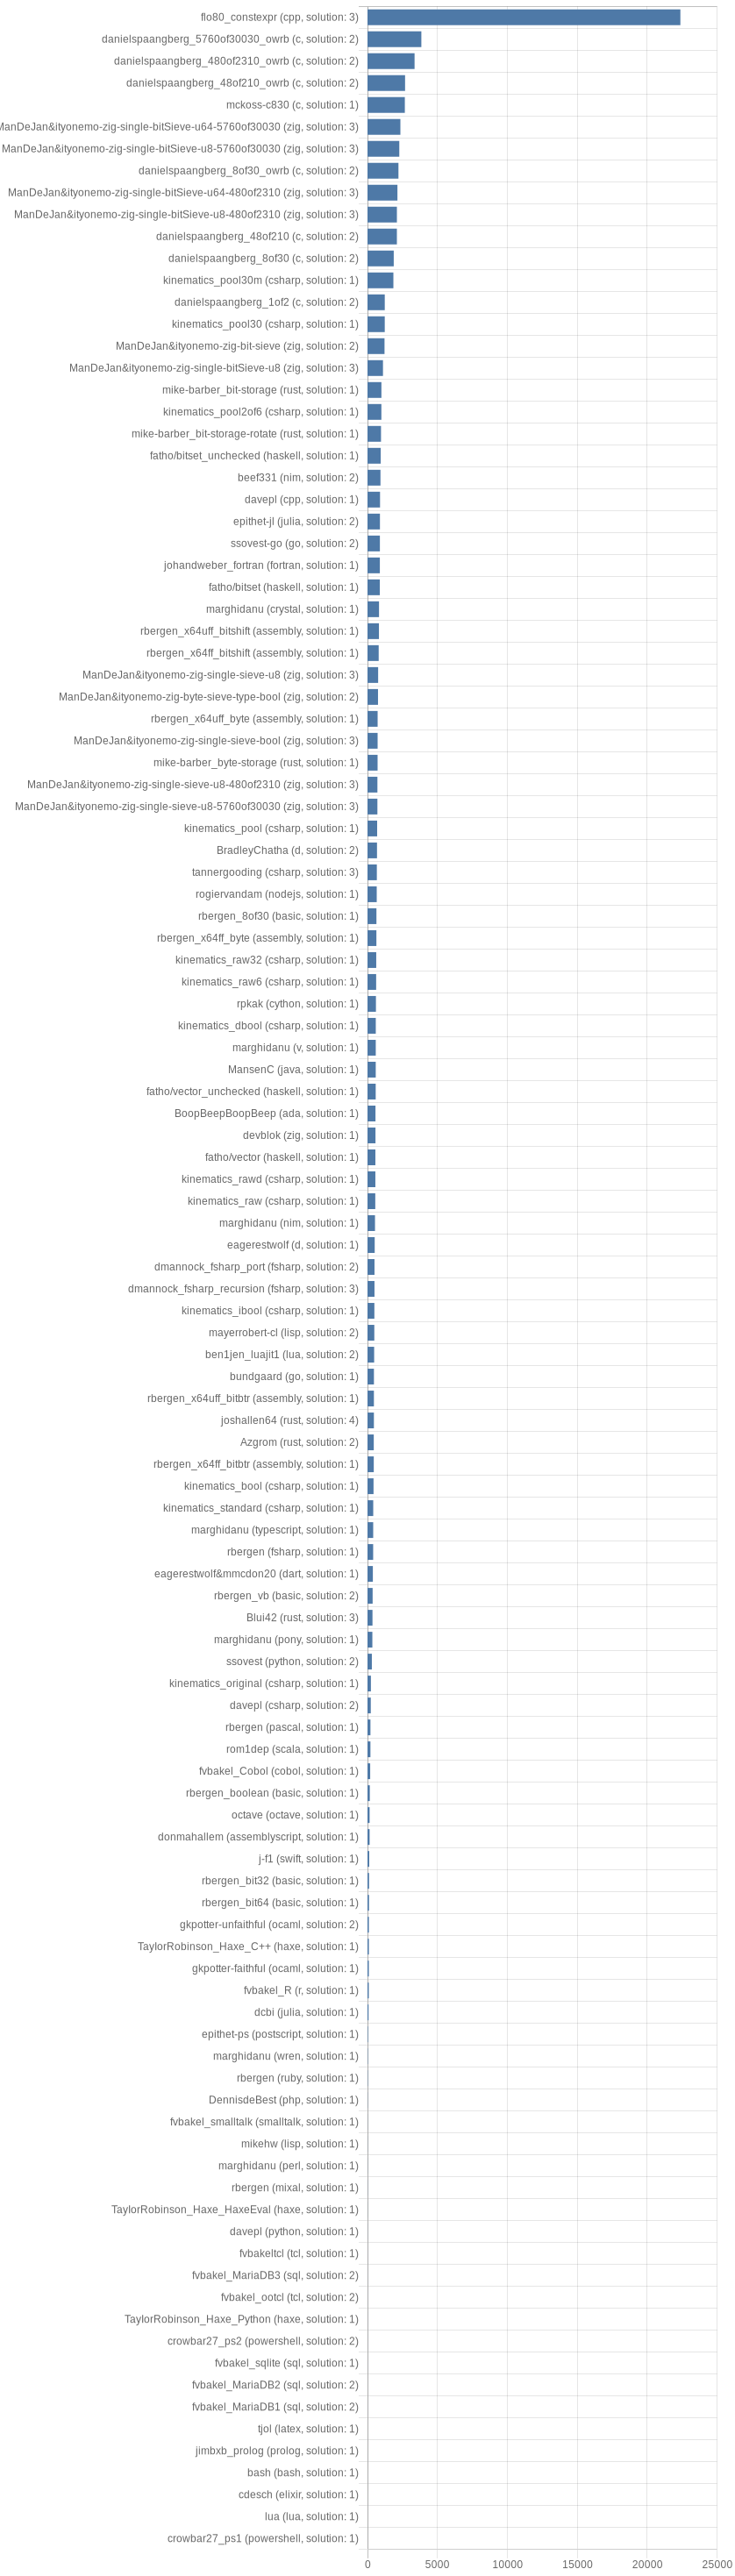 flo80_constexpr (cpp, solution: 3)
danielspaangberg_5760of30030_owrb (c, solution: 2)
danielspaangberg_480of2310_owrb (c, solution: 2)
danielspaangberg_48of210_owrb (c, solution: 2)
mckoss-c830 (c, solution: 1)
ManDeJan&ityonemo-zig-single-bitSieve-u64-5760of30030 (zig, solution: 3)
ManDeJan&ityonemo-zig-single-bitSieve-u8-5760of30030 (zig, solution: 3)
danielspaangberg_8of30_owrb (c, solution: 2)
ManDeJan&ityonemo-zig-single-bitSieve-u64-480of2310 (zig, solution: 3)
ManDeJan&ityonemo-zig-single-bitSieve-u8-480of2310 (zig, solution: 3)
danielspaangberg_48of210 (c, solution: 2)
danielspaangberg_8of30 (c, solution: 2)
kinematics_pool30m (csharp, solution: 1)
danielspaangberg_1of2 (c, solution: 2)
kinematics_pool30 (csharp, solution: 1)
ManDeJan&ityonemo-zig-bit-sieve (zig, solution: 2)
ManDeJan&ityonemo-zig-single-bitSieve-u8 (zig, solution: 3)
mike-barber_bit-storage (rust, solution: 1)
kinematics_pool2of6 (csharp, solution: 1)
mike-barber_bit-storage-rotate (rust, solution: 1)
fatho/bitset_unchecked (haskell, solution: 1)
beef331 (nim, solution: 2)
davepl (cpp, solution: 1)
epithet-jl (julia, solution: 2)
ssovest-go (go, solution: 2)
johandweber_fortran (fortran, solution: 1)
fatho/bitset (haskell, solution: 1)
marghidanu (crystal, solution: 1)
rbergen_x64uff_bitshift (assembly, solution: 1)
rbergen_x64ff_bitshift (assembly, solution: 1)
ManDeJan&ityonemo-zig-single-sieve-u8 (zig, solution: 3)
ManDeJan&ityonemo-zig-byte-sieve-type-bool (zig, solution: 2)
rbergen_x64uff_byte (assembly, solution: 1)
ManDeJan&ityonemo-zig-single-sieve-bool (zig, solution: 3)
mike-barber_byte-storage (rust, solution: 1)
ManDeJan&ityonemo-zig-single-sieve-u8-480of2310 (zig, solution: 3)
ManDeJan&ityonemo-zig-single-sieve-u8-5760of30030 (zig, solution: 3)
kinematics_pool (csharp, solution: 1)
BradleyChatha (d, solution: 2)
tannergooding (csharp, solution: 3)
rogiervandam (nodejs, solution: 1)
rbergen_8of30 (basic, solution: 1)
rbergen_x64ff_byte (assembly, solution: 1)
kinematics_raw32 (csharp, solution: 1)
kinematics_raw6 (csharp, solution: 1)
rpkak (cython, solution: 1)
kinematics_dbool (csharp, solution: 1)
marghidanu (v, solution: 1)
MansenC (java, solution: 1)
fatho/vector_unchecked (haskell, solution: 1)
BoopBeepBoopBeep (ada, solution: 1)
devblok (zig, solution: 1)
fatho/vector (haskell, solution: 1)
kinematics_rawd (csharp, solution: 1)
kinematics_raw (csharp, solution: 1)
marghidanu (nim, solution: 1)
eagerestwolf (d, solution: 1)
dmannock_fsharp_port (fsharp, solution: 2)
dmannock_fsharp_recursion (fsharp, solution: 3)
kinematics_ibool (csharp, solution: 1)
mayerrobert-cl (lisp, solution: 2)
ben1jen_luajit1 (lua, solution: 2)
bundgaard (go, solution: 1)
rbergen_x64uff_bitbtr (assembly, solution: 1)
joshallen64 (rust, solution: 4)
Azgrom (rust, solution: 2)
rbergen_x64ff_bitbtr (assembly, solution: 1)
kinematics_bool (csharp, solution: 1)
kinematics_standard (csharp, solution: 1)
marghidanu (typescript, solution: 1)
rbergen (fsharp, solution: 1)
eagerestwolf&mmcdon20 (dart, solution: 1)
rbergen_vb (basic, solution: 2)
Blui42 (rust, solution: 3)
marghidanu (pony, solution: 1)
ssovest (python, solution: 2)
kinematics_original (csharp, solution: 1)
davepl (csharp, solution: 2)
rbergen (pascal, solution: 1)
rom1dep (scala, solution: 1)
fvbakel_Cobol (cobol, solution: 1)
rbergen_boolean (basic, solution: 1)
octave (octave, solution: 1)
donmahallem (assemblyscript, solution: 1)
j-f1 (swift, solution: 1)
rbergen_bit32 (basic, solution: 1)
rbergen_bit64 (basic, solution: 1)
gkpotter-unfaithful (ocaml, solution: 2)
TaylorRobinson_Haxe_C++ (haxe, solution: 1)
gkpotter-faithful (ocaml, solution: 1)
fvbakel_R (r, solution: 1)
dcbi (julia, solution: 1)
epithet-ps (postscript, solution: 1)
marghidanu (wren, solution: 1)
rbergen (ruby, solution: 1)
DennisdeBest (php, solution: 1)
fvbakel_smalltalk (smalltalk, solution: 1)
mikehw (lisp, solution: 1)
marghidanu (perl, solution: 1)
rbergen (mixal, solution: 1)
TaylorRobinson_Haxe_HaxeEval (haxe, solution: 1)
davepl (python, solution: 1)
fvbakeltcl (tcl, solution: 1)
fvbakel_MariaDB3 (sql, solution: 2)
fvbakel_ootcl (tcl, solution: 2)
TaylorRobinson_Haxe_Python (haxe, solution: 1)
crowbar27_ps2 (powershell, solution: 2)
fvbakel_sqlite (sql, solution: 1)
fvbakel_MariaDB2 (sql, solution: 2)
fvbakel_MariaDB1 (sql, solution: 2)
tjol (latex, solution: 1)
jimbxb_prolog (prolog, solution: 1)
bash (bash, solution: 1)
cdesch (elixir, solution: 1)
lua (lua, solution: 1)
crowbar27_ps1 (powershell, solution: 1)
0 5000 10000 15000 20000 25000